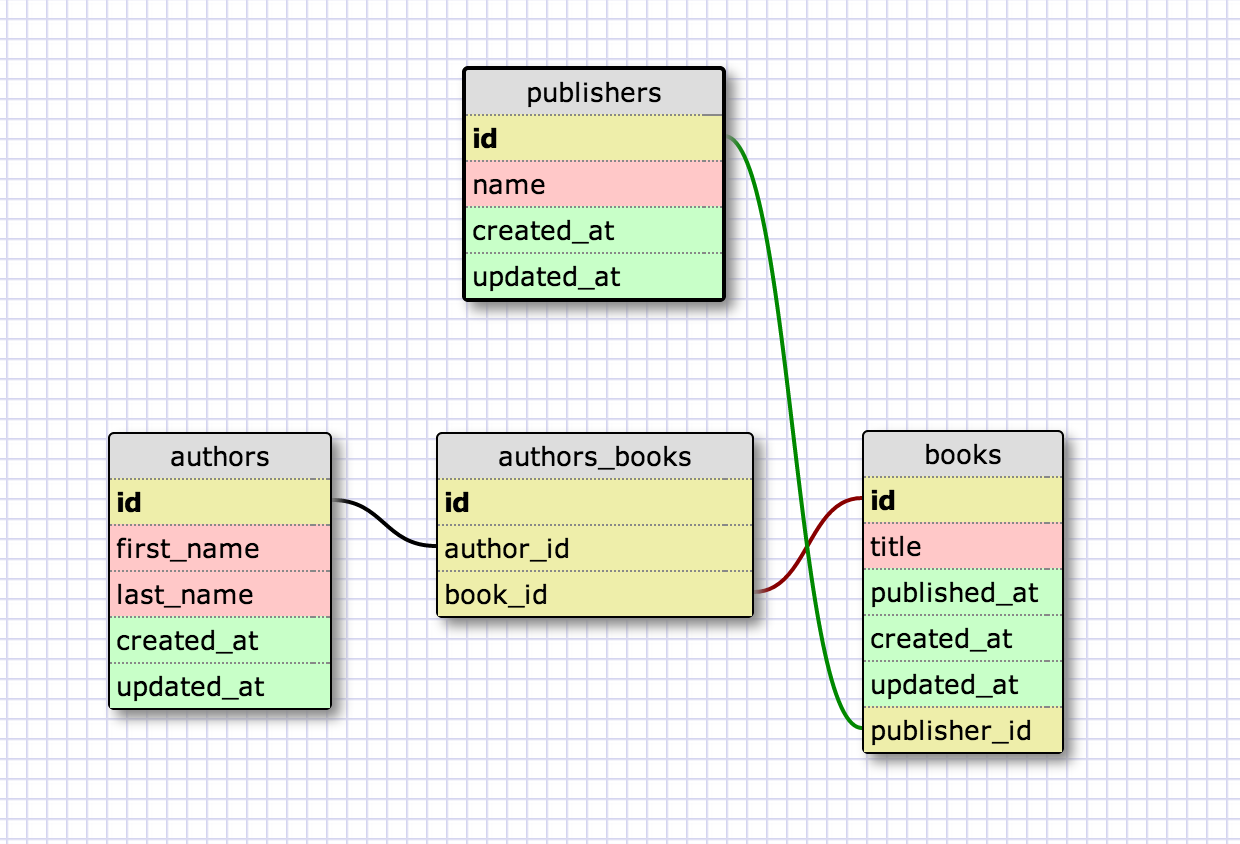 publishers
id
name
created_at
updated_at
authors
id
first_name
last_name
created_at
updated_at
authors_books
id
author_id
book_id
books
id
title
published_at
created_at
updated_at
publisher_id